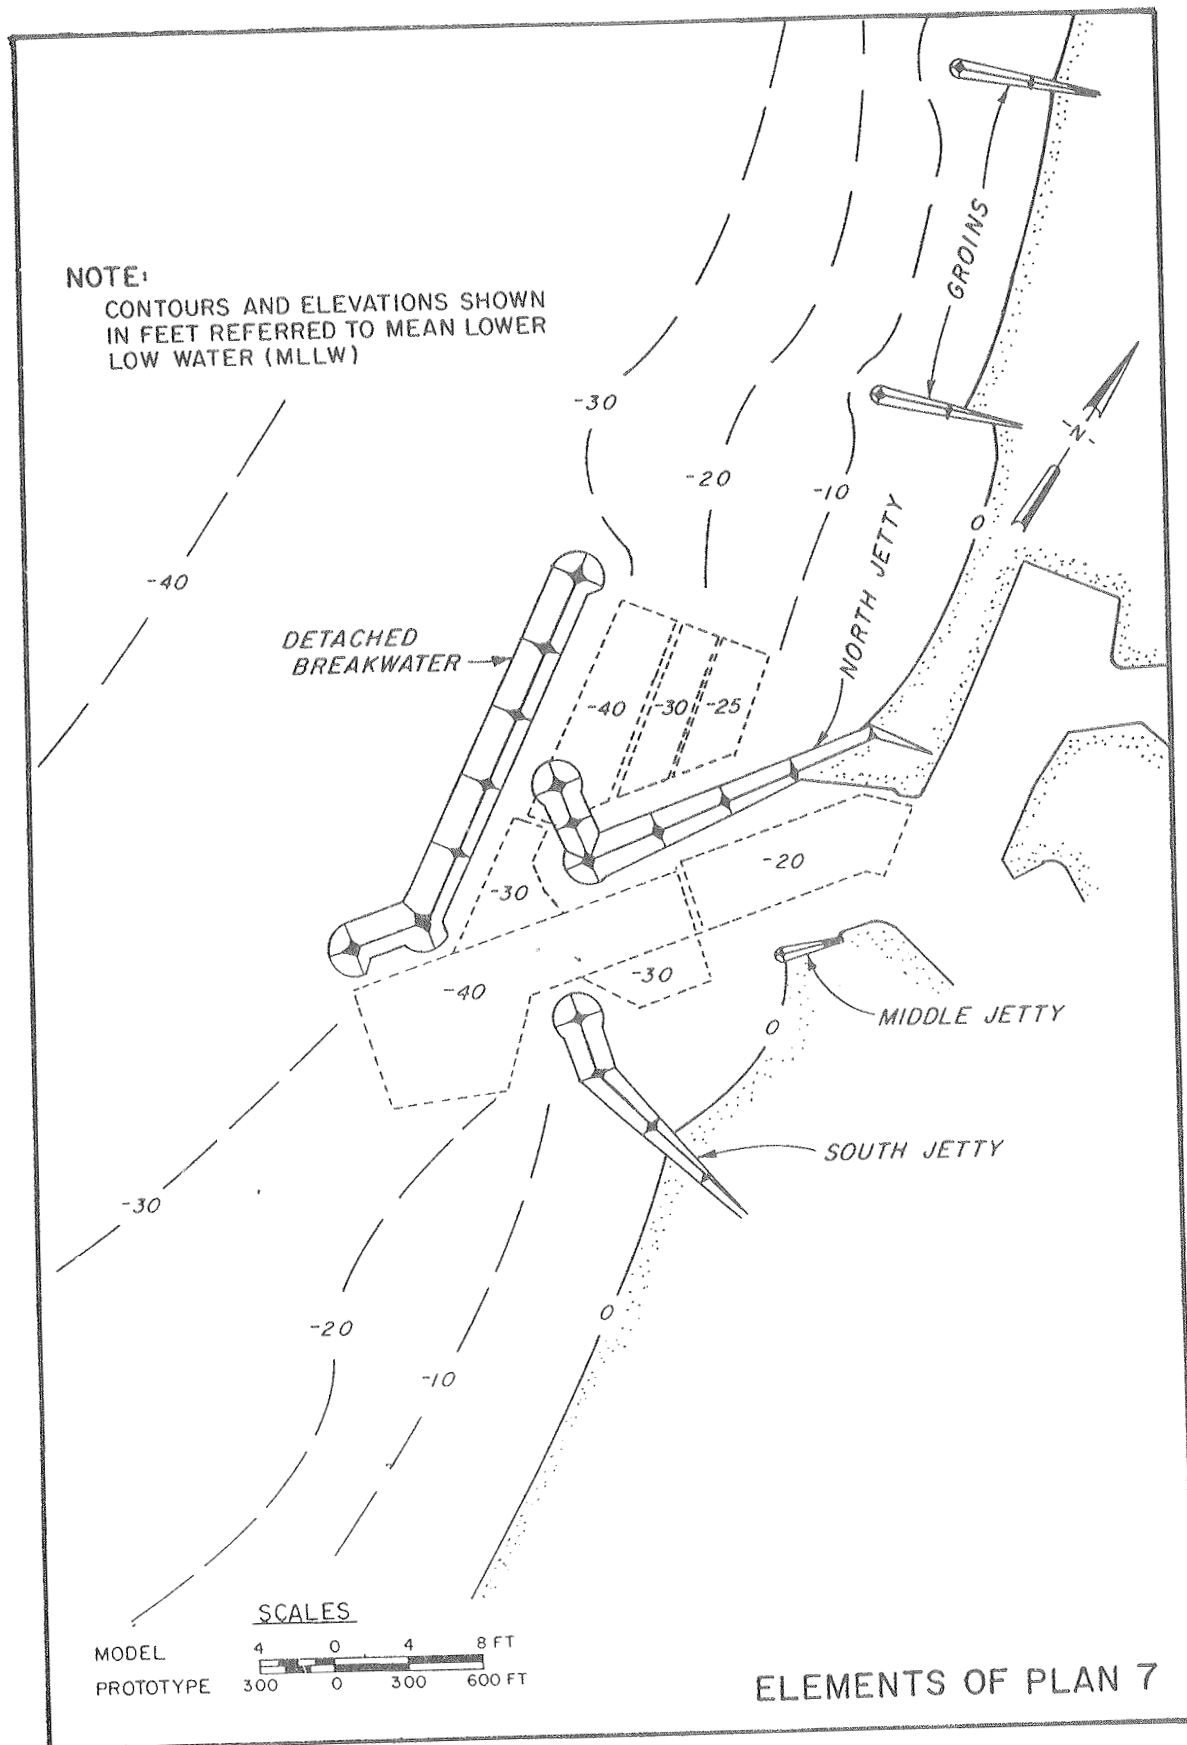 GROINS
NOTE:
CONTOURS AND ELEVATIONS SHOWN
IN FEET REFERRED TO MEAN LOWER
LOW WATER (MLLW)
-30
-N-
-20
-10
NORTH JETTY
0
-40
DETACHED
BREAKWATER
-40
-30
-25
-20
-30
-30
-40
MIDDLE JETTY
0
SOUTH JETTY
-30
0
-20
-10
SCALES
MODEL 4 0 4 8 FT
PROTOTYPE 300 0 300 600 FT
ELEMENTS OF PLAN 7